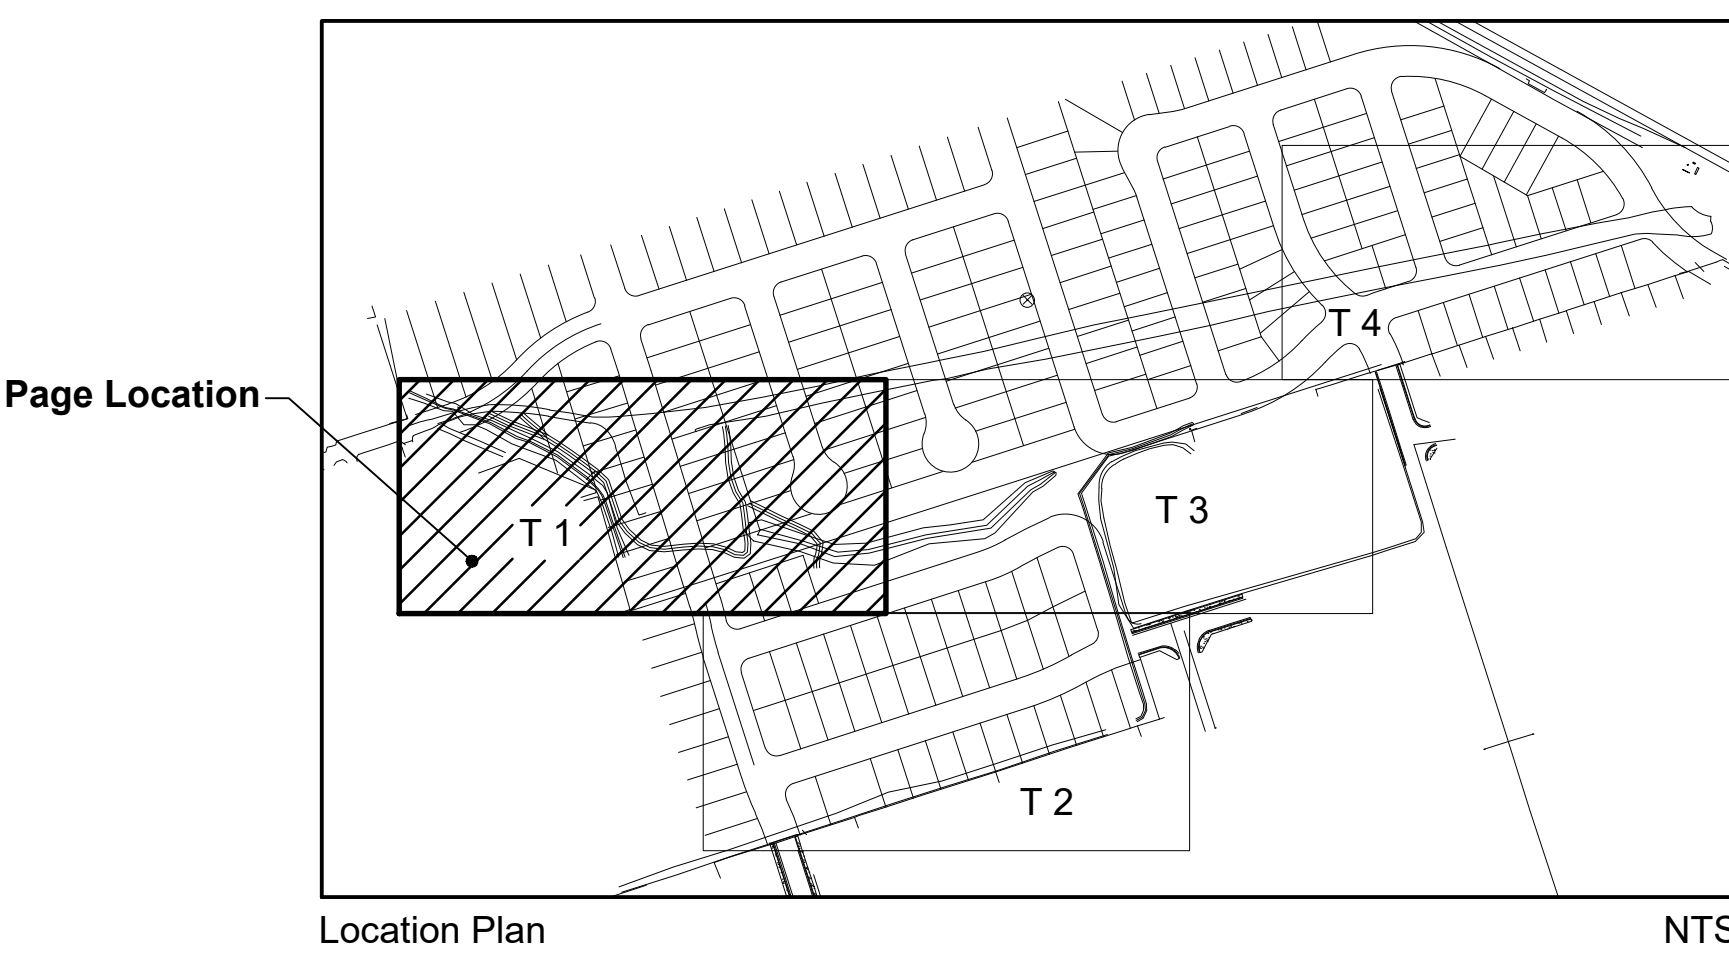 T 4
Page Location
T 3
T 1
T 2
Location Plan
NTS